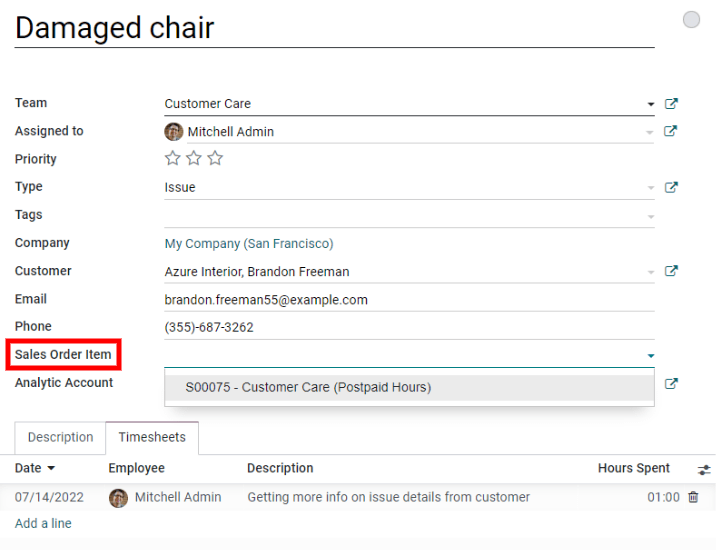 Damaged chair
Team Customer Care
Assigned to Mitchell Admin
Priority
Type Issue
Tags
Company My Company (San Francisco)
Customer Azure Interior, Brandon Freeman
Email brandon.freeman55@example.com
Phone (355)-687-3262
Sales Order Item
Analytic Account S00075 - Customer Care (Postpaid Hours)
Description Timesheets
Date Employee Description Hours Spent
07/14/2022 Mitchell Admin Getting more info on issue details from customer 01:00
Add a line